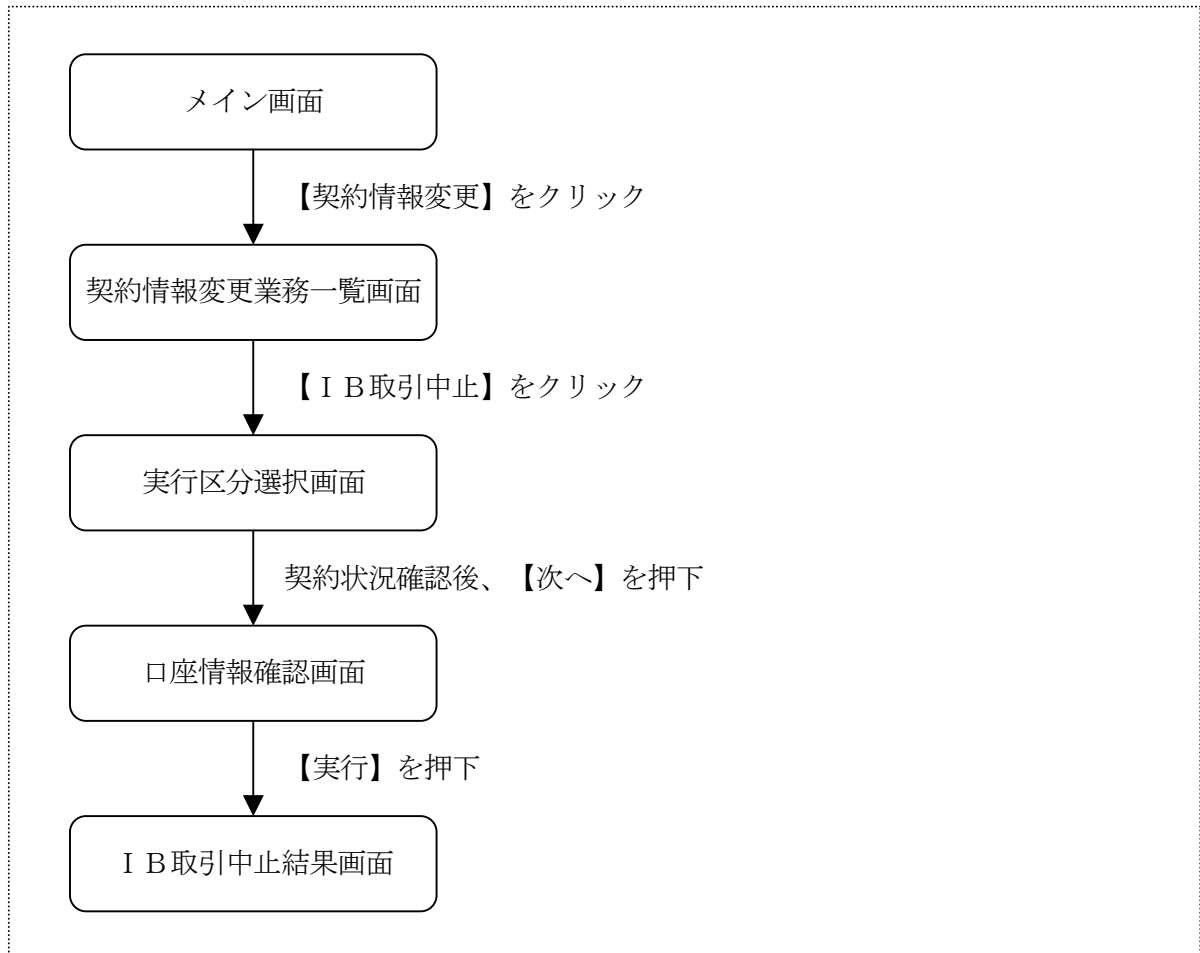 メイン画面
【契約情報変更】をクリック
契約情報変更業務一覧画面
【ＩＢ取引中止】をクリック
実行区分選択画面
契約状況確認後、【次へ】を押下
口座情報確認画面
【実行】を押下
ＩＢ取引中止結果画面